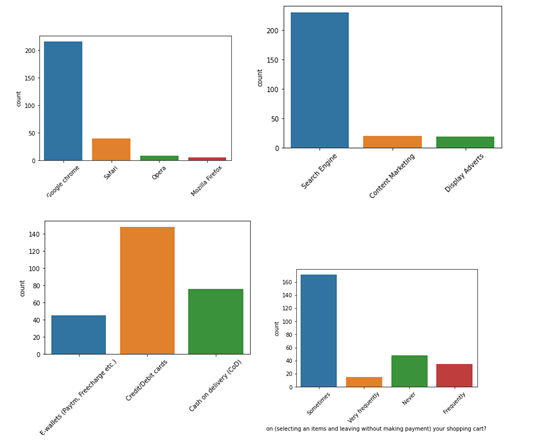 200
150
100
50
0
count
Google chrome
Safari
Opera
Mozilla Firefox
200
150
100
50
0
count
Search Engine
Content Marketing
Display Adverts
140
120
100
80
60
40
20
0
count
E-wallets (Paytm, Freecharge etc.)
Credit/Debit cards
Cash on delivery (CoD)
160
140
120
100
80
60
40
20
0
count
Sometimes
Very frequently
Never
Frequently
on (selecting an items and leaving without making payment) your shopping cart?